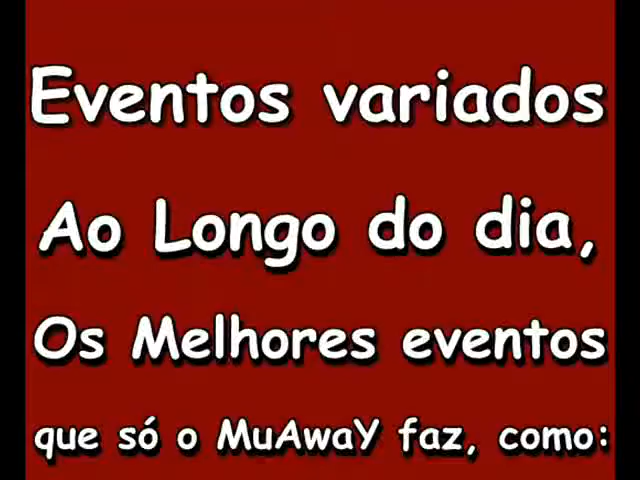 Eventos variados
Ao Longo do dia,
Os Melhores eventos
que só o MuAwaY faz, como: